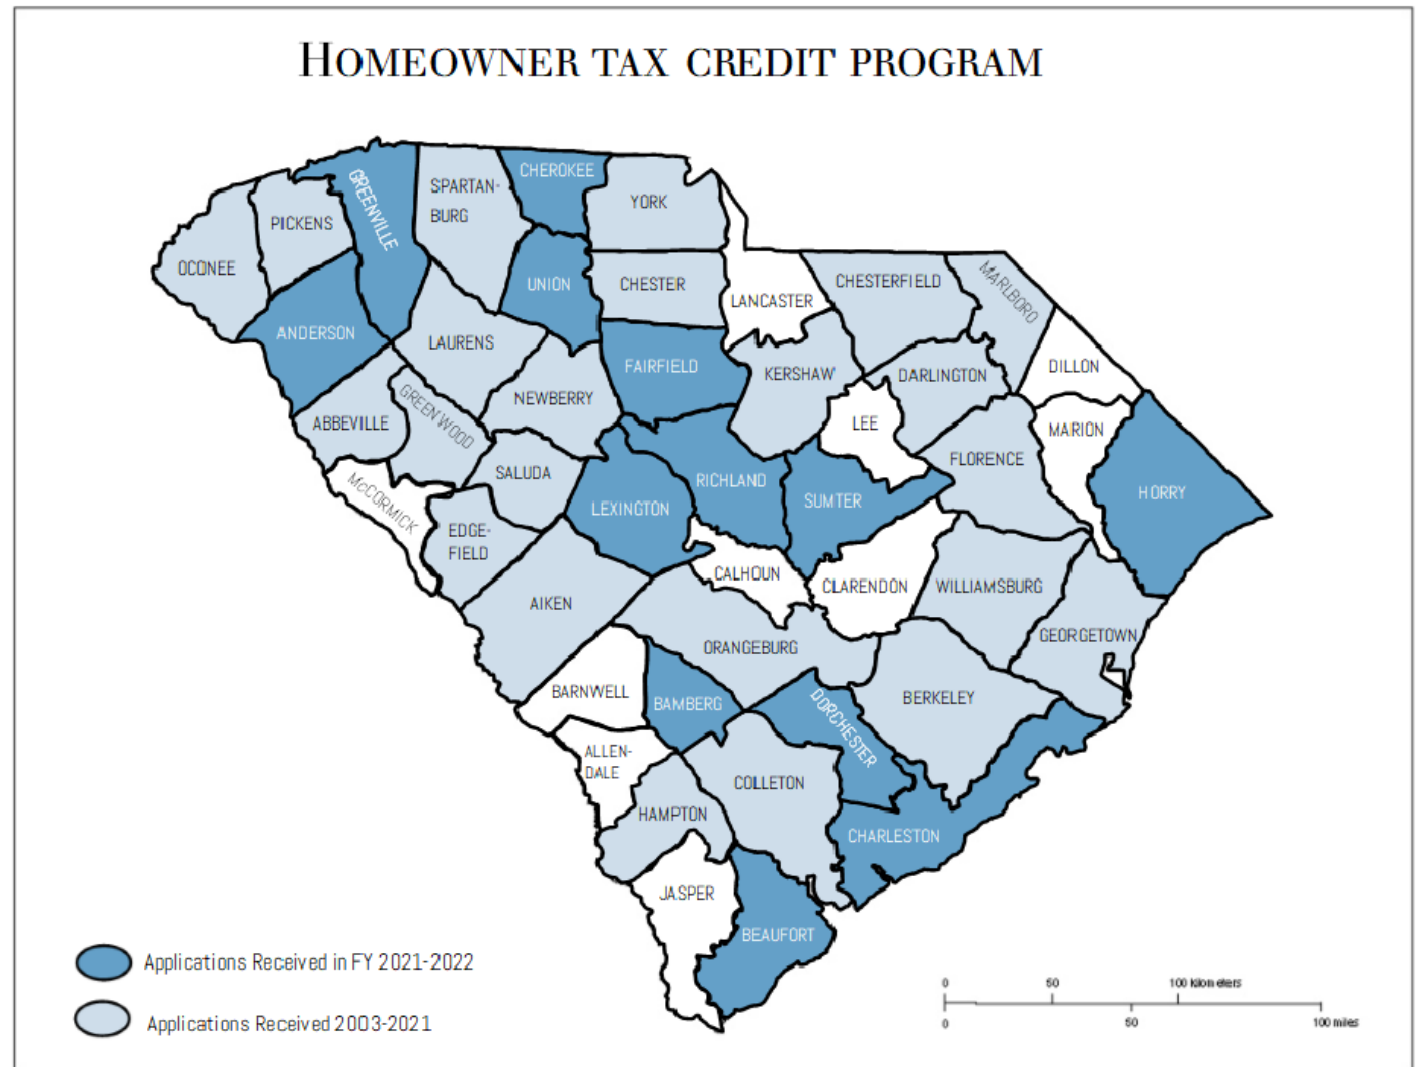 HOMEOWNER TAX CREDIT PROGRAM
CHEROKEE
GREENVILLE
SPARTAN-
BURG
YORK
PICKENS
OCONEE
UNION
CHESTER
CHESTERFIELD
MARLBORO
LANCASTER
ANDERSON
LAURENS
FAIRFIELD
KERSHAW
DARLINGTON
DILLON
NEWBERRY
ABBEVILLE
GREENWOOD
LEE
MARION
FLORENCE
SALUDA
RICHLAND
HORRY
McCORMICK
LEXINGTON
SUMTER
EDGE-
FIELD
CALHOUN
CLARENDON
WILLIAMSBURG
AIKEN
GEORGETOWN
ORANGEBURG
BARNWELL
BAMBERG
BERKELEY
DORCHESTER
ALLEN-
DALE
COLLETON
HAMPTON
CHARLESTON
JASPER
BEAUFORT
Applications Received in FY 2021-2022
Applications Received 2003-2021
0 50 100 kilometers
0 50 100 miles